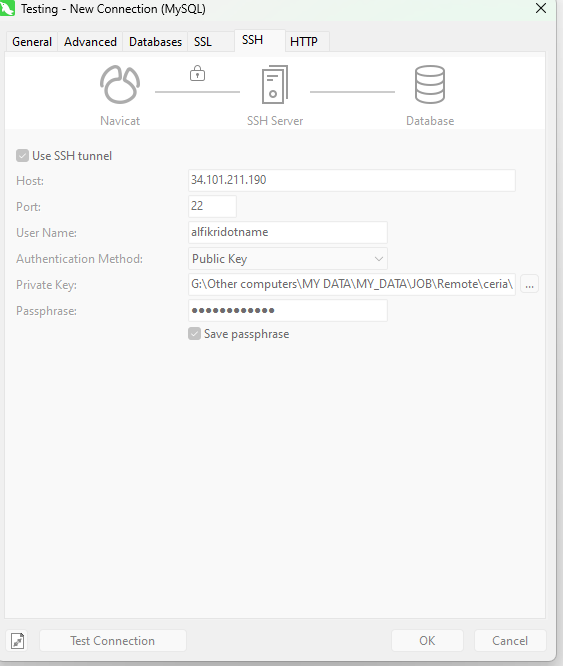 Testing - New Connection (MySQL)
General Advanced Databases SSL SSH HTTP
Navicat SSH Server Database
Use SSH tunnel
Host: 34.101.211.190
Port: 22
User Name: alfikridotname
Authentication Method: Public Key
Private Key: G:\Other computers\MY DATA\MY_DATA\JOB\Remote\ceria\ ...
Passphrase: ●●●●●●●●●●●●
Save passphrase
Test Connection OK Cancel